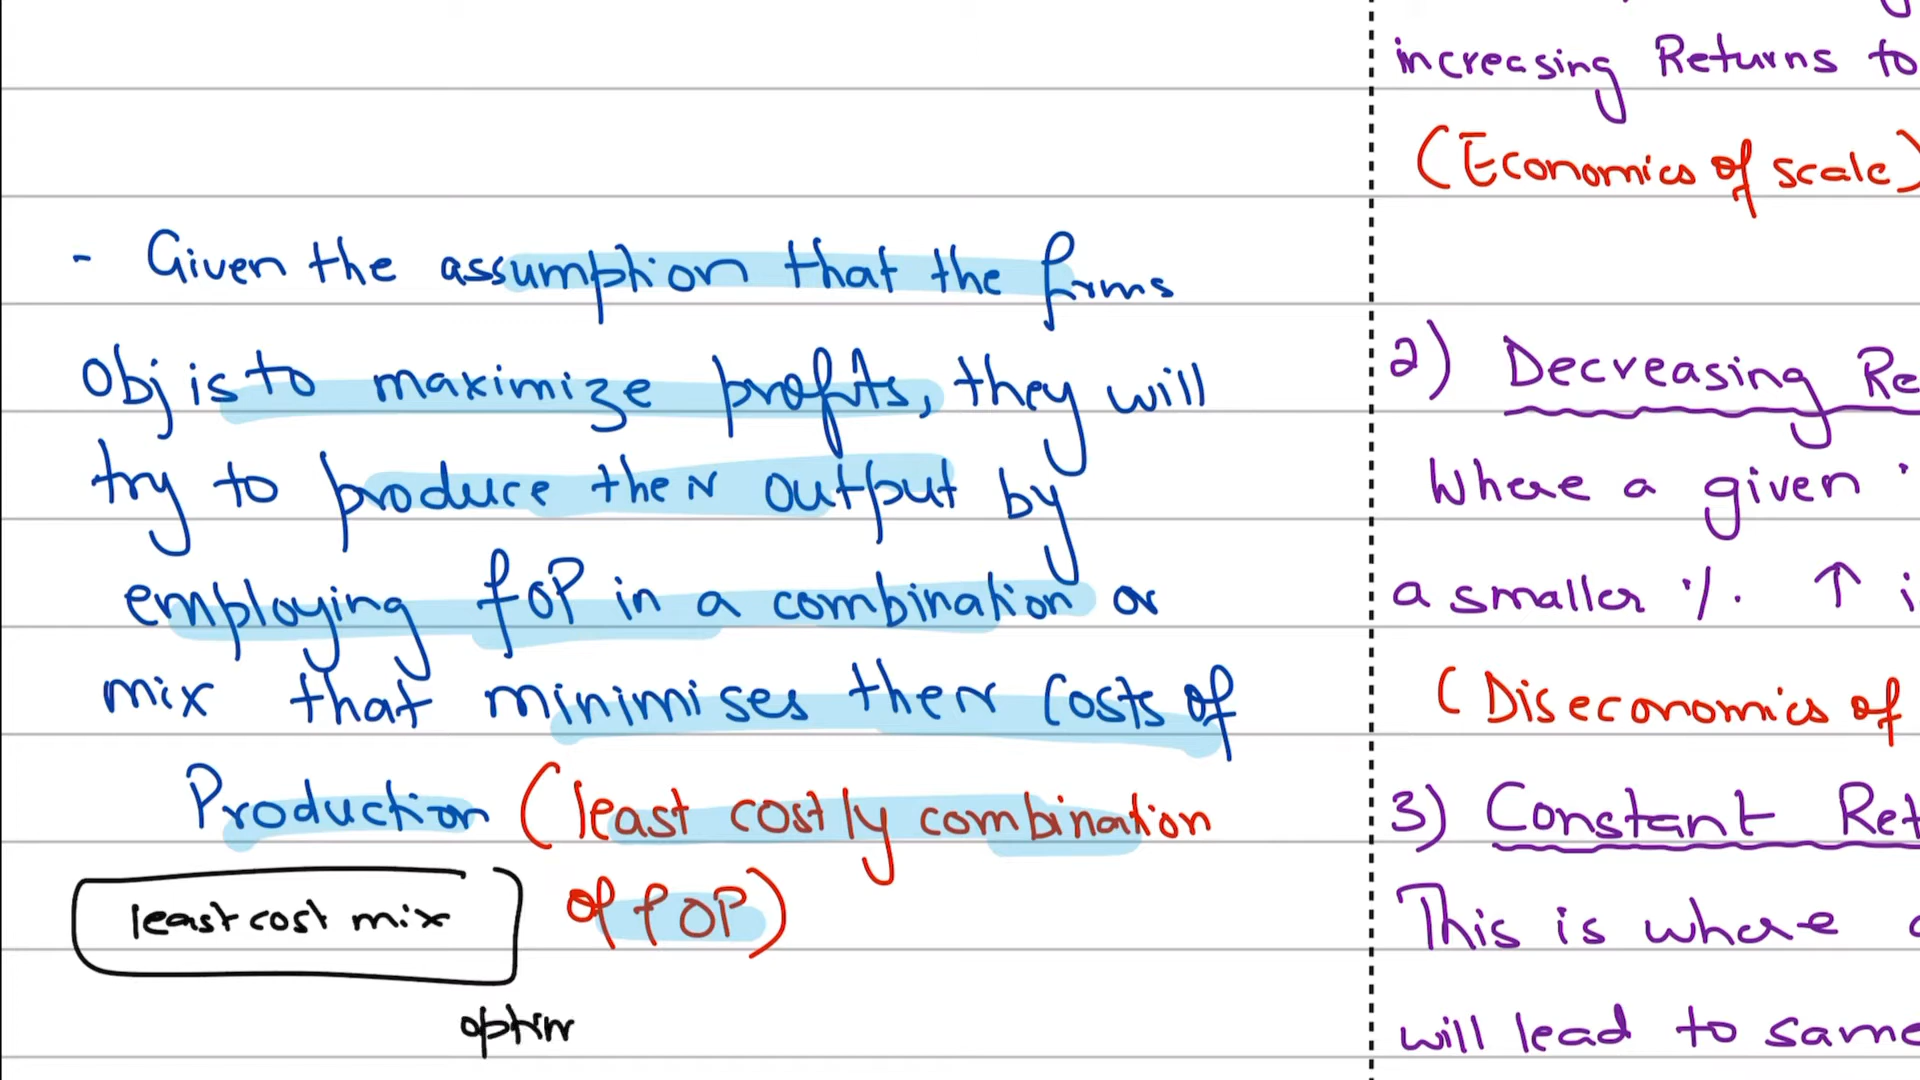 - Given the assumption that the firms
Obj is to maximize profits, they will
try to produce their output by
employing fOP in a combination or
mix that minimises their Costs of
Production (least costly combination
of fOP)
least cost mix
optim
increasing Returns to
(Economics of scale)
2) Decreasing Re
Where a given
a smaller %. ↑ i
(Diseconomics of
3) Constant Ret
This is where
will lead to same